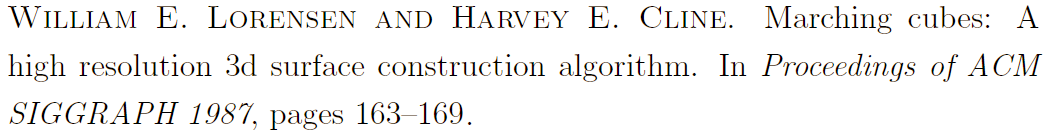 WILLIAM E. LORENSEN AND HARVEY E. CLINE. Marching cubes: A
high resolution 3d surface construction algorithm. In Proceedings of ACM
SIGGRAPH 1987, pages 163–169.